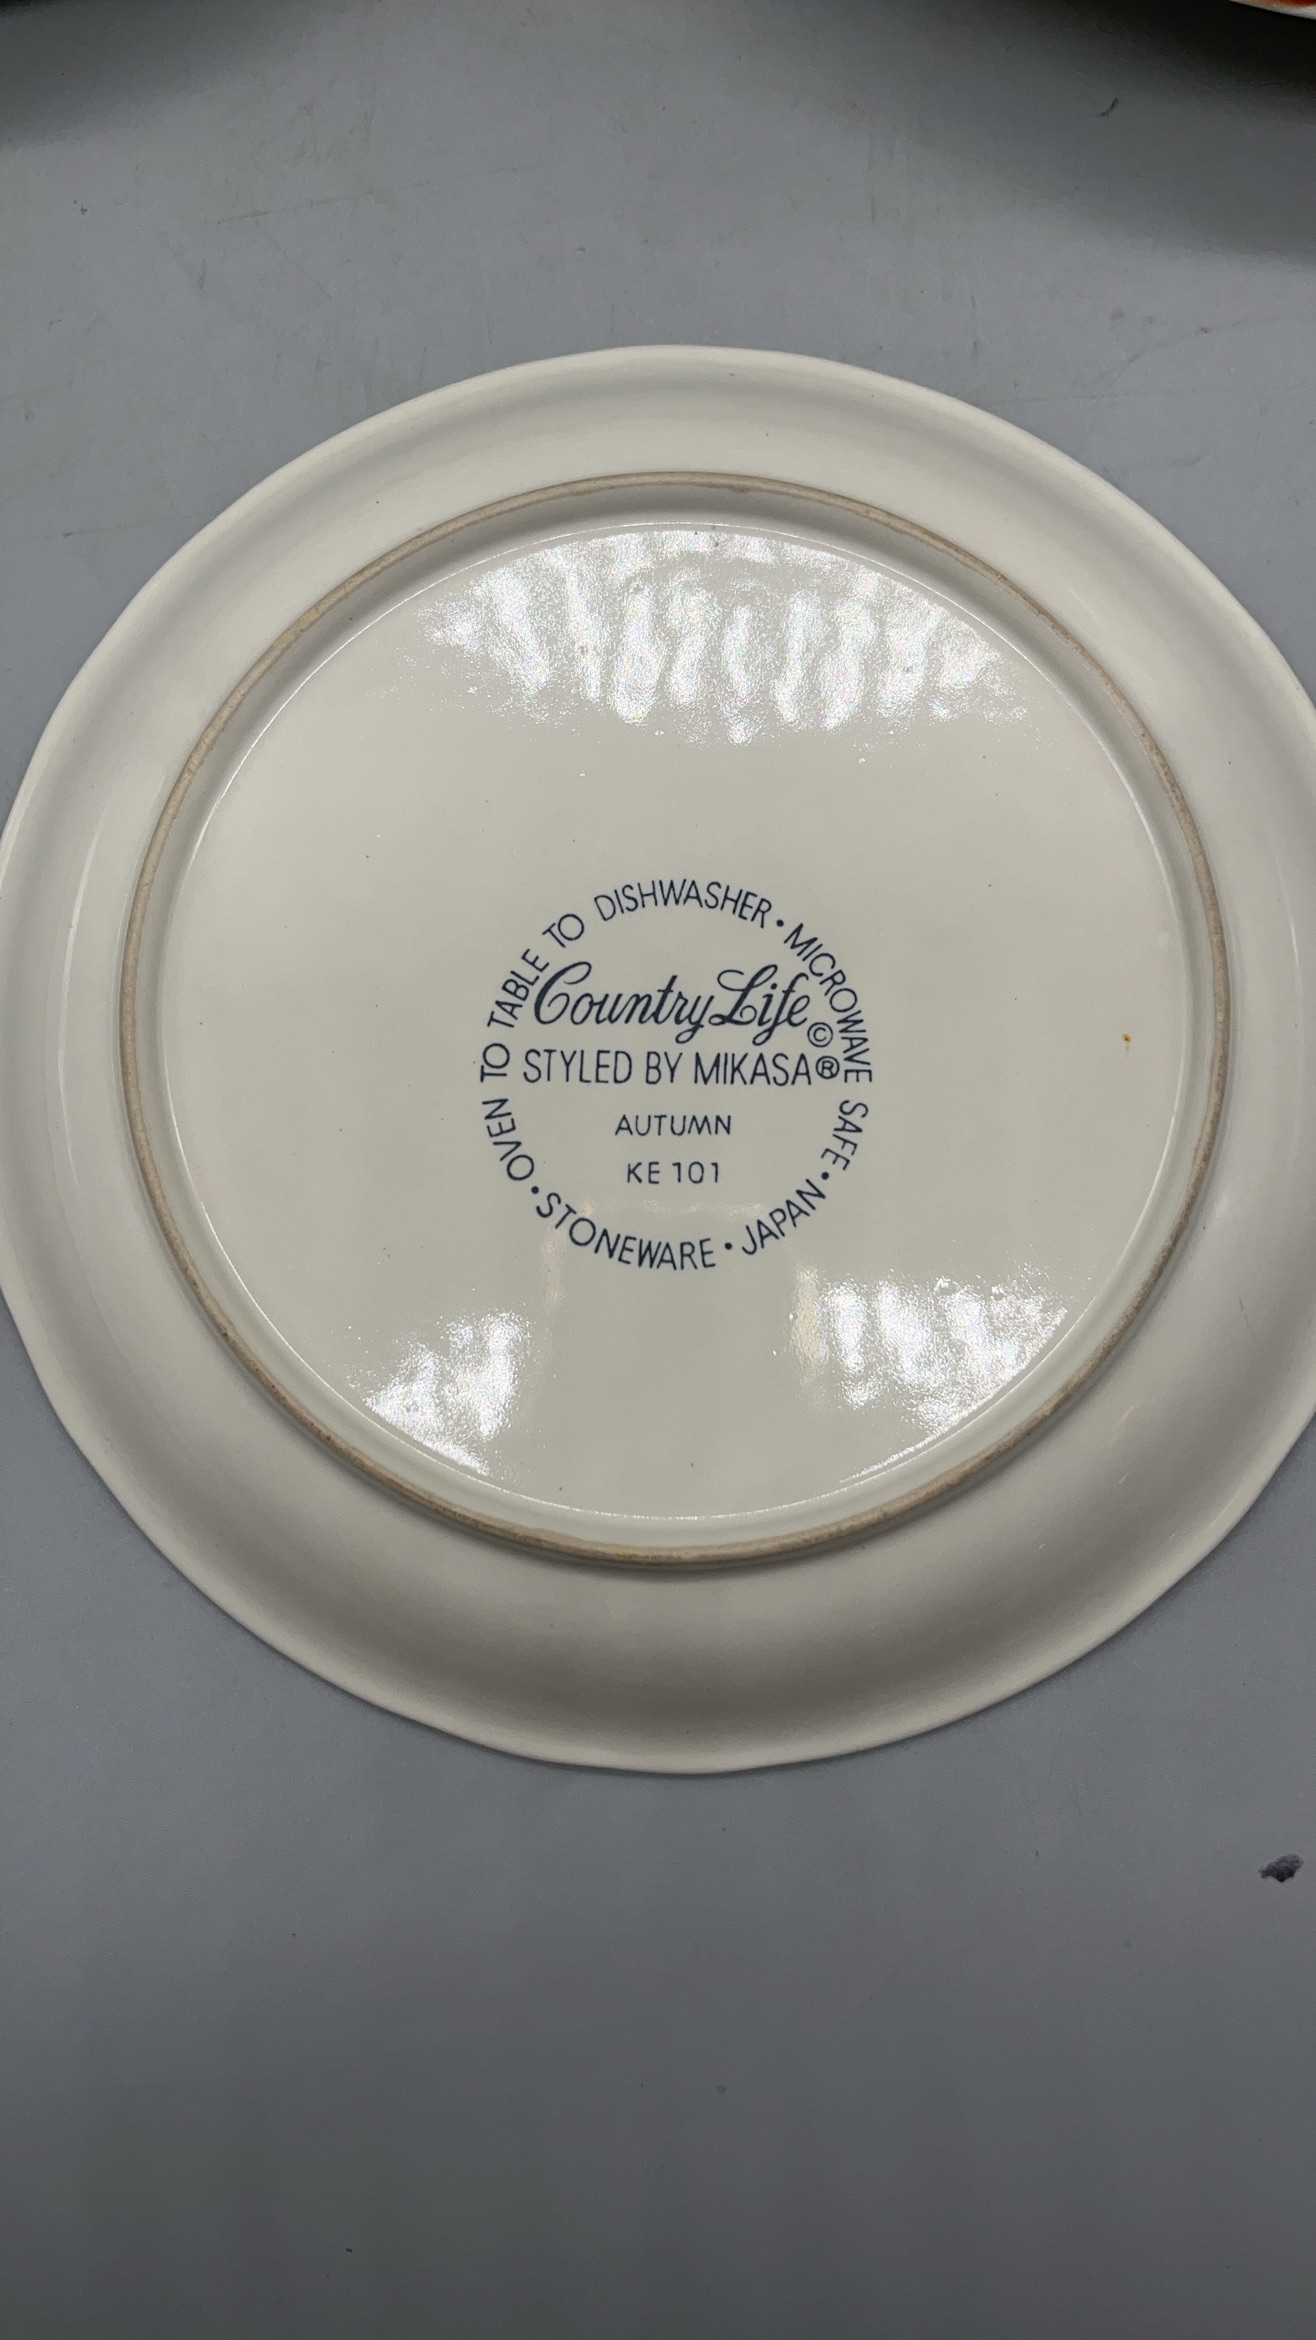 OVEN TO TABLE TO DISHWASHER • MICROWAVE SAFE • JAPAN • STONEWARE •
Country Life ©
STYLED BY MIKASA®
AUTUMN
KE 101